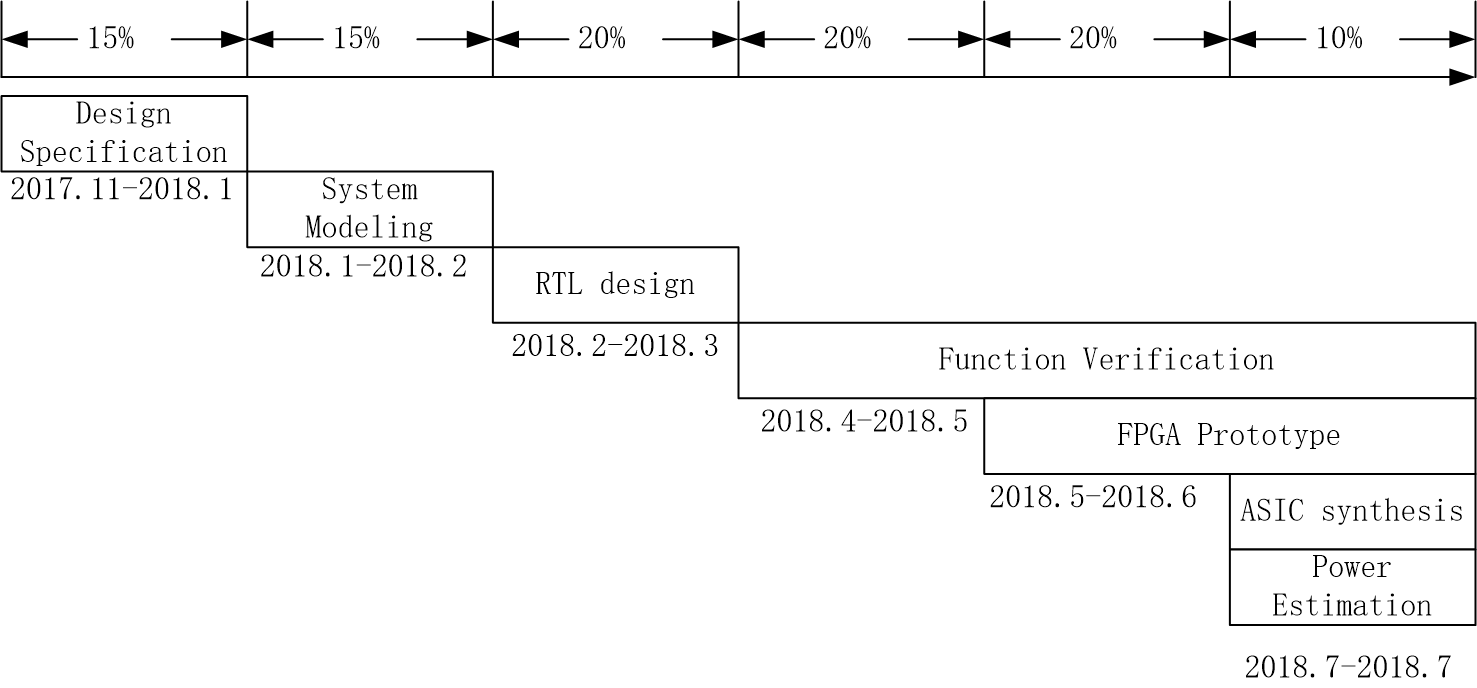 15% 15% 20% 20% 20% 10%
Design
Specification
2017.11-2018.1
System
Modeling
2018.1-2018.2
RTL design
2018.2-2018.3
Function Verification
2018.4-2018.5
FPGA Prototype
2018.5-2018.6
ASIC synthesis
Power
Estimation
2018.7-2018.7